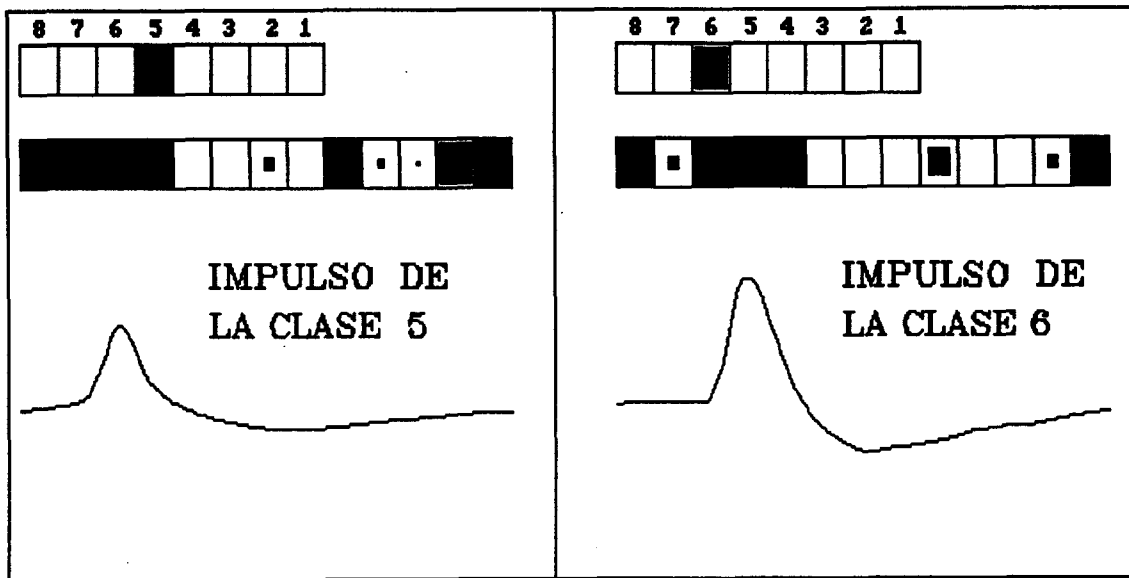 8 7 6 5 4 3 2 1
IMPULSO DE
LA CLASE 5
8 7 6 5 4 3 2 1
IMPULSO DE
LA CLASE 6